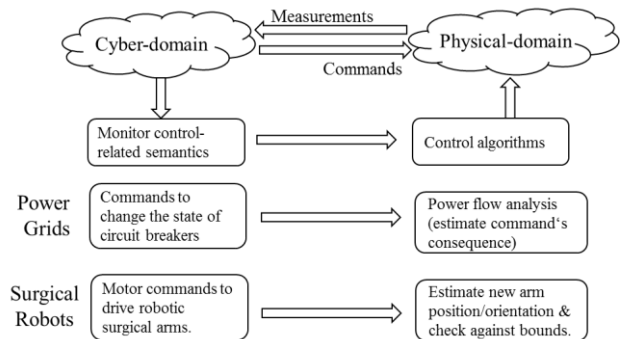 Measurements
Cyber-domain
Physical-domain
Commands
Monitor control-
related semantics
Control algorithms
Power
Grids
Commands to
change the state of
circuit breakers
Power flow analysis
(estimate command‘s
consequence)
Surgical
Robots
Motor commands to
drive robotic
surgical arms.
Estimate new arm
position/orientation &
check against bounds.